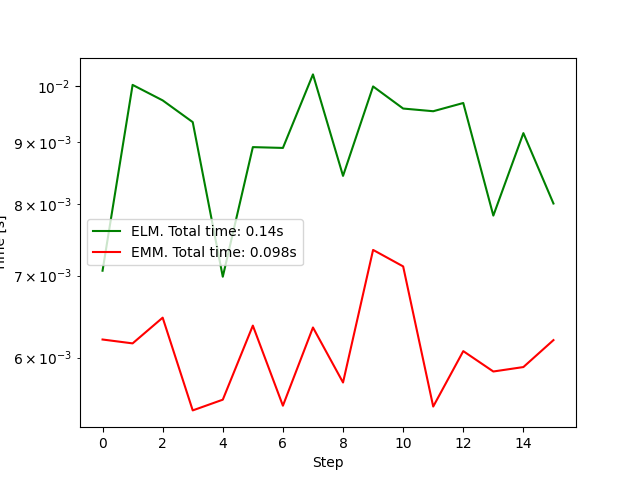 10⁻²
9 × 10⁻³
8 × 10⁻³
7 × 10⁻³
6 × 10⁻³
ELM. Total time: 0.14s
EMM. Total time: 0.098s
0 2 4 6 8 10 12 14
Step